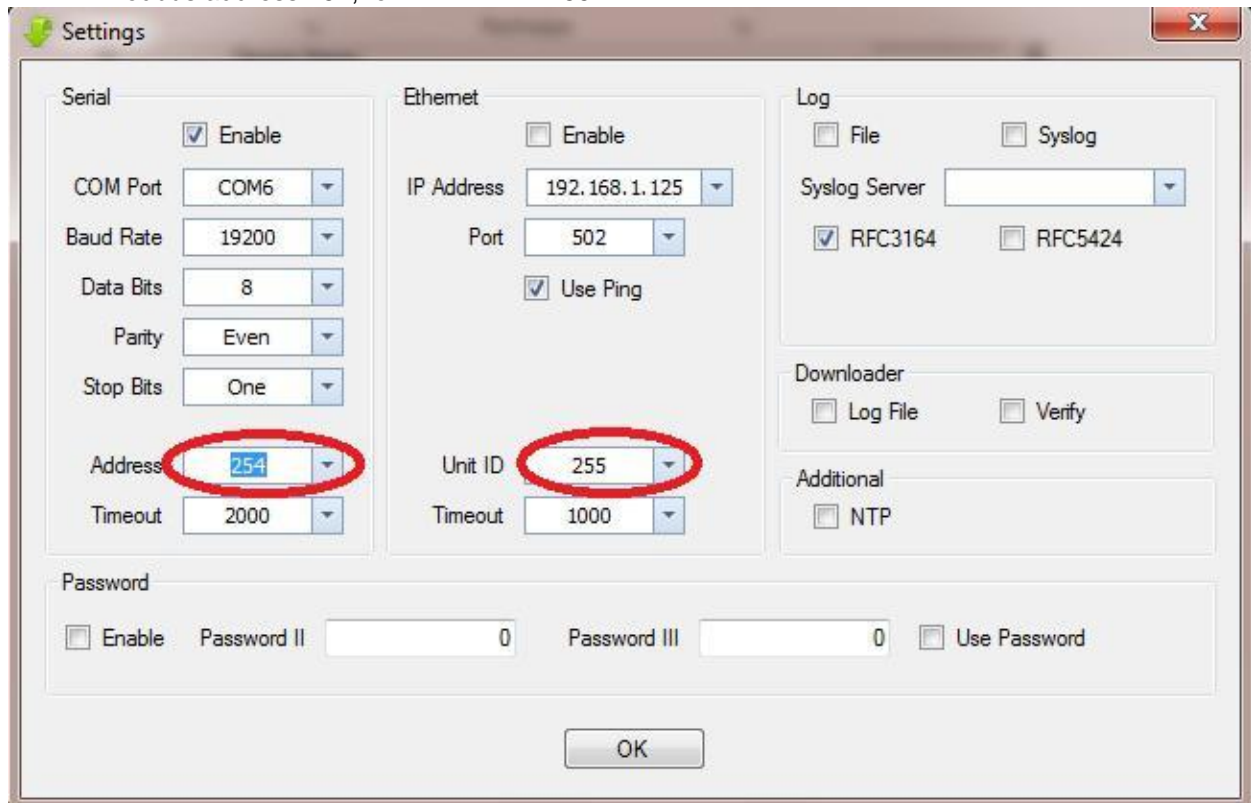 Settings
Serial
Enable
COM Port COM6
Baud Rate 19200
Data Bits 8
Parity Even
Stop Bits One
Address 254
Timeout 2000
Ethernet
Enable
IP Address 192.168.1.125
Port 502
Use Ping
Unit ID 255
Timeout 1000
Log
File Syslog
Syslog Server
RFC3164 RFC5424
Downloader
Log File Verify
Additional
NTP
Password
Enable Password II 0 Password III 0 Use Password
OK